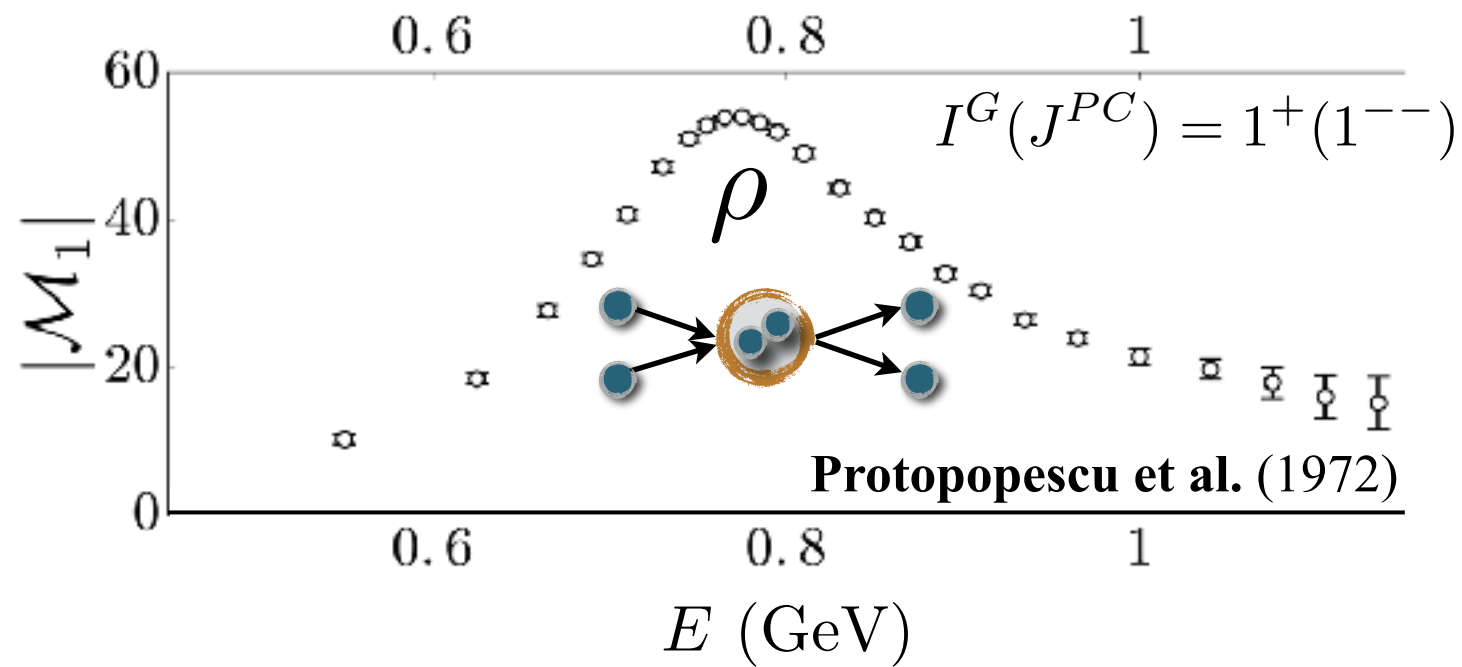 0.6 0.8 1
60
I^G(J^{PC}) = 1^+(1^{--})
ρ
40
|ℳ₁|
20
Protopopescu et al. (1972)
0
0.6 0.8 1
E (GeV)